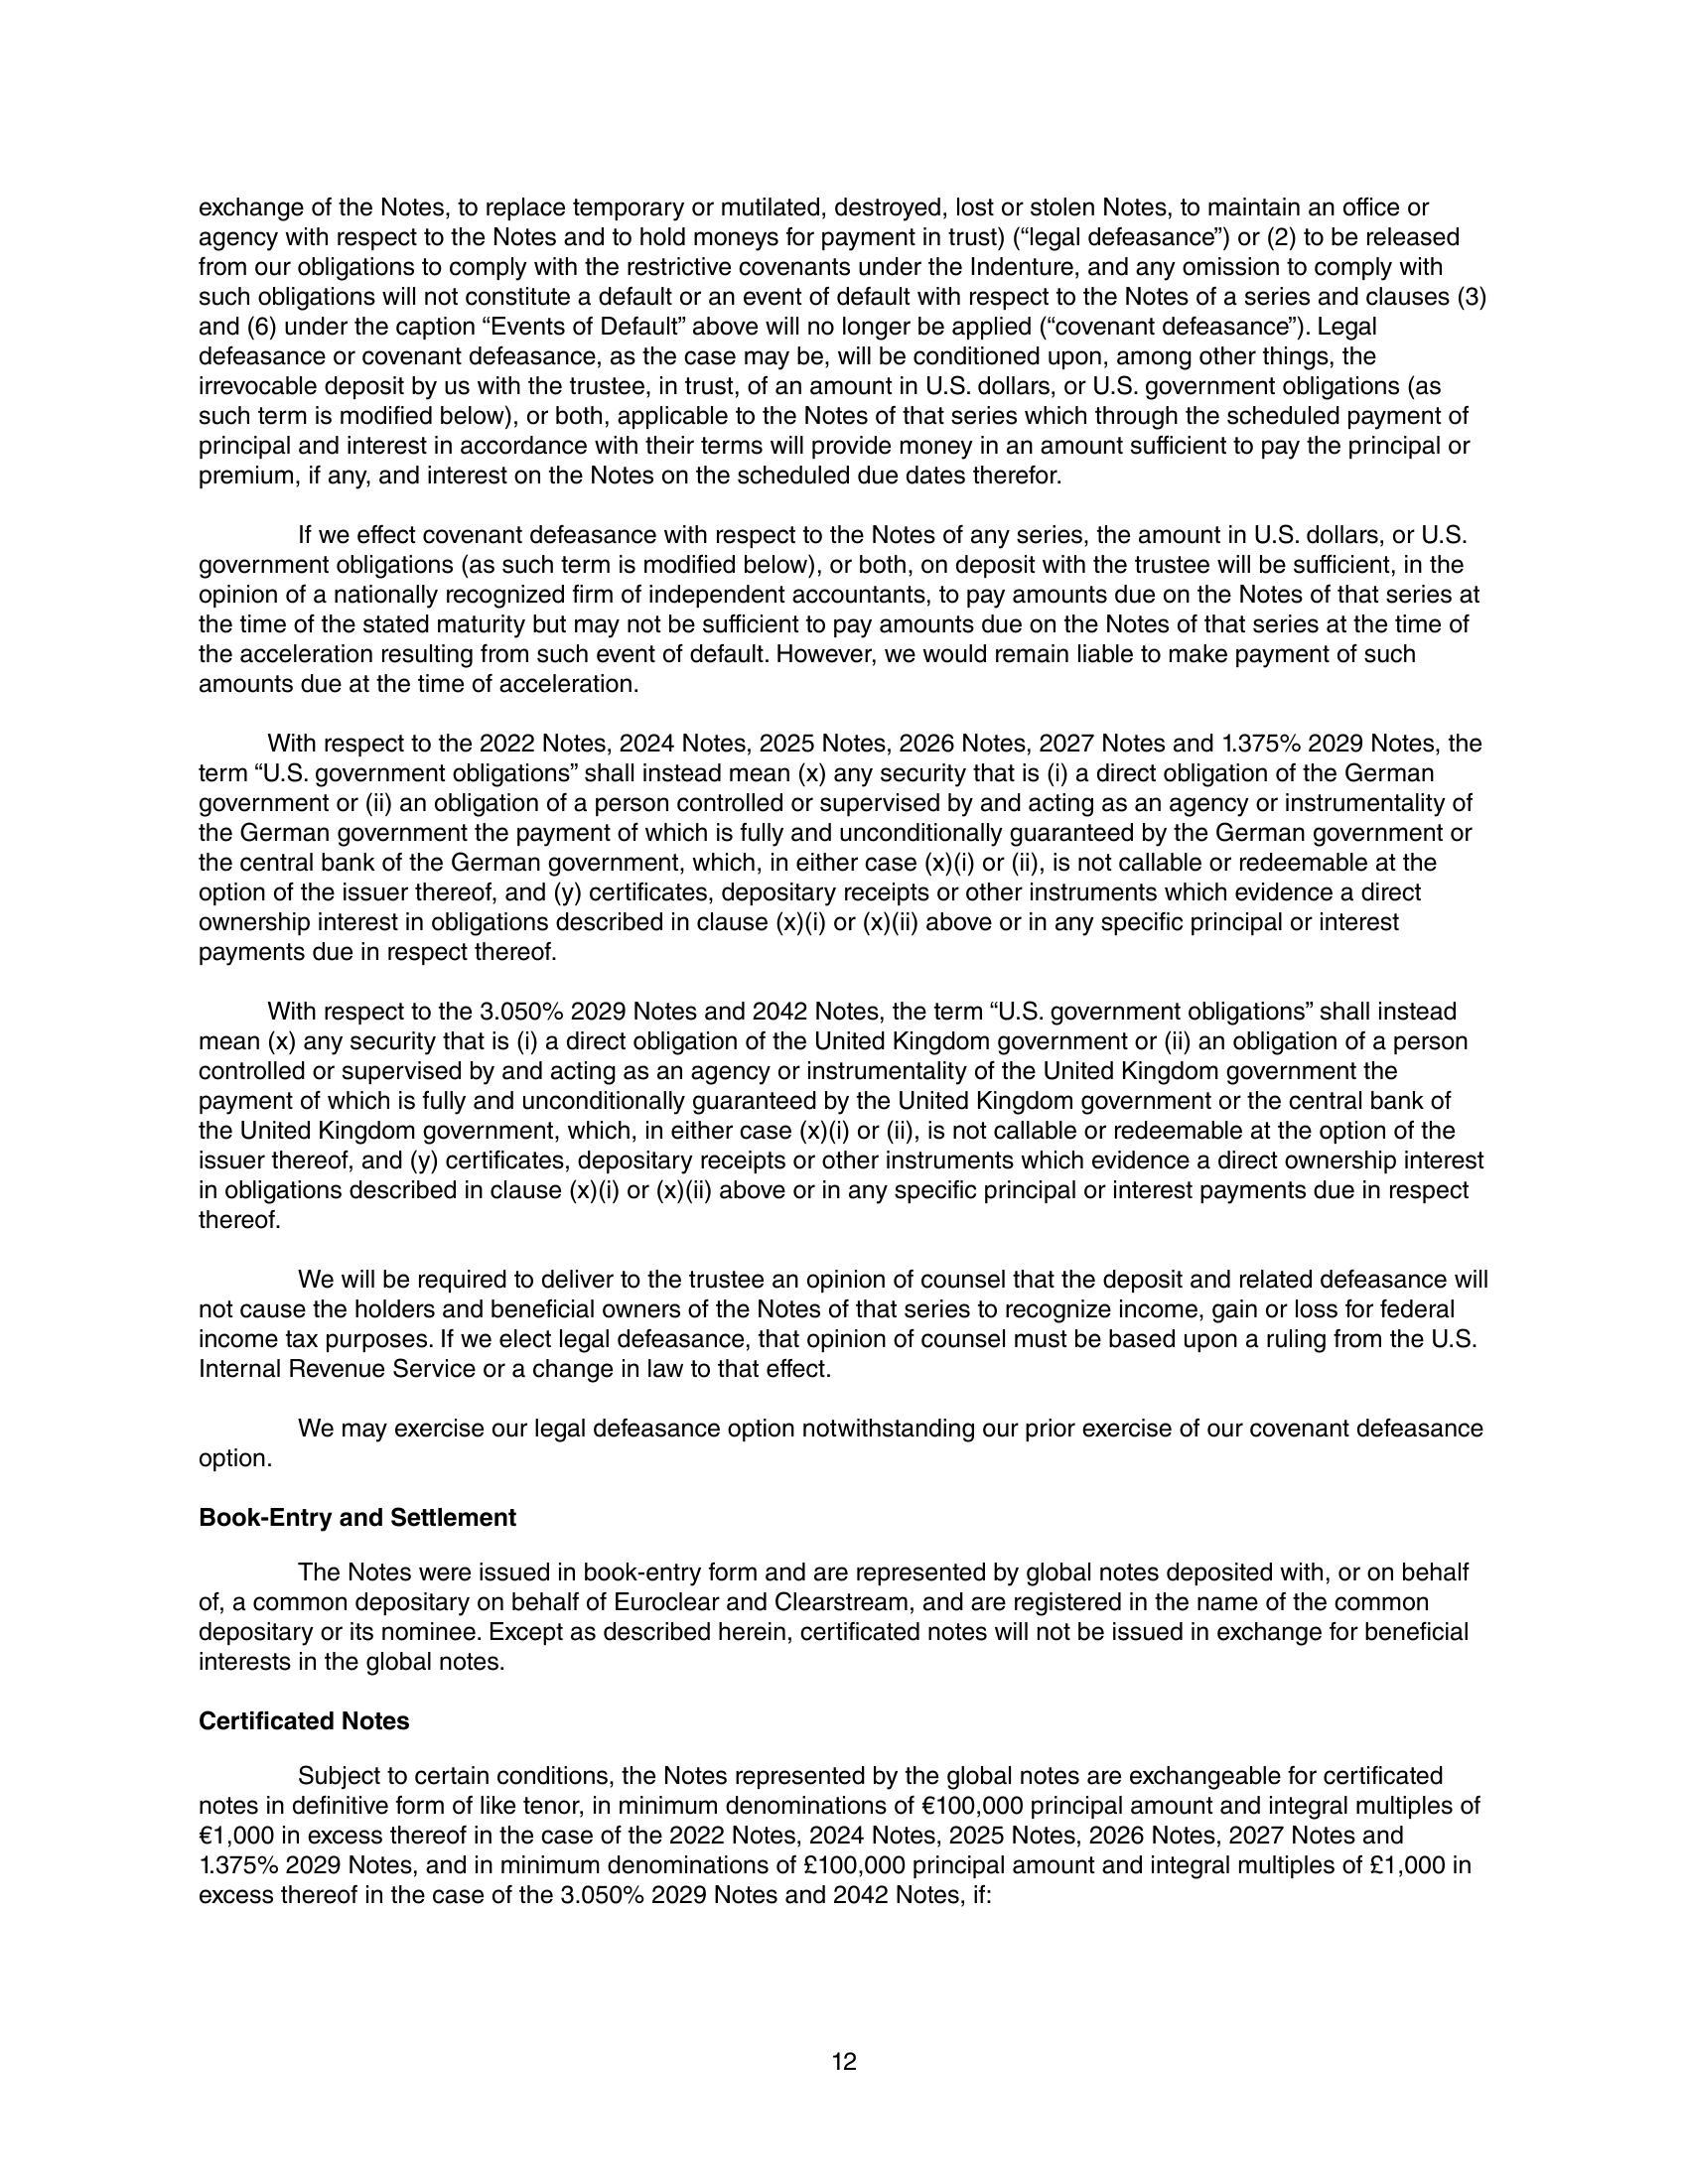 exchange of the Notes, to replace temporary or mutilated, destroyed, lost or stolen Notes, to maintain an office or
agency with respect to the Notes and to hold moneys for payment in trust) (“legal defeasance”) or (2) to be released
from our obligations to comply with the restrictive covenants under the Indenture, and any omission to comply with
such obligations will not constitute a default or an event of default with respect to the Notes of a series and clauses (3)
and (6) under the caption “Events of Default” above will no longer be applied (“covenant defeasance”). Legal
defeasance or covenant defeasance, as the case may be, will be conditioned upon, among other things, the
irrevocable deposit by us with the trustee, in trust, of an amount in U.S. dollars, or U.S. government obligations (as
such term is modified below), or both, applicable to the Notes of that series which through the scheduled payment of
principal and interest in accordance with their terms will provide money in an amount sufficient to pay the principal or
premium, if any, and interest on the Notes on the scheduled due dates therefor.
If we effect covenant defeasance with respect to the Notes of any series, the amount in U.S. dollars, or U.S.
government obligations (as such term is modified below), or both, on deposit with the trustee will be sufficient, in the
opinion of a nationally recognized firm of independent accountants, to pay amounts due on the Notes of that series at
the time of the stated maturity but may not be sufficient to pay amounts due on the Notes of that series at the time of
the acceleration resulting from such event of default. However, we would remain liable to make payment of such
amounts due at the time of acceleration.
With respect to the 2022 Notes, 2024 Notes, 2025 Notes, 2026 Notes, 2027 Notes and 1.375% 2029 Notes, the
term “U.S. government obligations” shall instead mean (x) any security that is (i) a direct obligation of the German
government or (ii) an obligation of a person controlled or supervised by and acting as an agency or instrumentality of
the German government the payment of which is fully and unconditionally guaranteed by the German government or
the central bank of the German government, which, in either case (x)(i) or (ii), is not callable or redeemable at the
option of the issuer thereof, and (y) certificates, depositary receipts or other instruments which evidence a direct
ownership interest in obligations described in clause (x)(i) or (x)(ii) above or in any specific principal or interest
payments due in respect thereof.
With respect to the 3.050% 2029 Notes and 2042 Notes, the term “U.S. government obligations” shall instead
mean (x) any security that is (i) a direct obligation of the United Kingdom government or (ii) an obligation of a person
controlled or supervised by and acting as an agency or instrumentality of the United Kingdom government the
payment of which is fully and unconditionally guaranteed by the United Kingdom government or the central bank of
the United Kingdom government, which, in either case (x)(i) or (ii), is not callable or redeemable at the option of the
issuer thereof, and (y) certificates, depositary receipts or other instruments which evidence a direct ownership interest
in obligations described in clause (x)(i) or (x)(ii) above or in any specific principal or interest payments due in respect
thereof.
We will be required to deliver to the trustee an opinion of counsel that the deposit and related defeasance will
not cause the holders and beneficial owners of the Notes of that series to recognize income, gain or loss for federal
income tax purposes. If we elect legal defeasance, that opinion of counsel must be based upon a ruling from the U.S.
Internal Revenue Service or a change in law to that effect.
We may exercise our legal defeasance option notwithstanding our prior exercise of our covenant defeasance
option.
Book-Entry and Settlement
The Notes were issued in book-entry form and are represented by global notes deposited with, or on behalf
of, a common depositary on behalf of Euroclear and Clearstream, and are registered in the name of the common
depositary or its nominee. Except as described herein, certificated notes will not be issued in exchange for beneficial
interests in the global notes.
Certificated Notes
Subject to certain conditions, the Notes represented by the global notes are exchangeable for certificated
notes in definitive form of like tenor, in minimum denominations of €100,000 principal amount and integral multiples of
€1,000 in excess thereof in the case of the 2022 Notes, 2024 Notes, 2025 Notes, 2026 Notes, 2027 Notes and
1.375% 2029 Notes, and in minimum denominations of £100,000 principal amount and integral multiples of £1,000 in
excess thereof in the case of the 3.050% 2029 Notes and 2042 Notes, if:
12